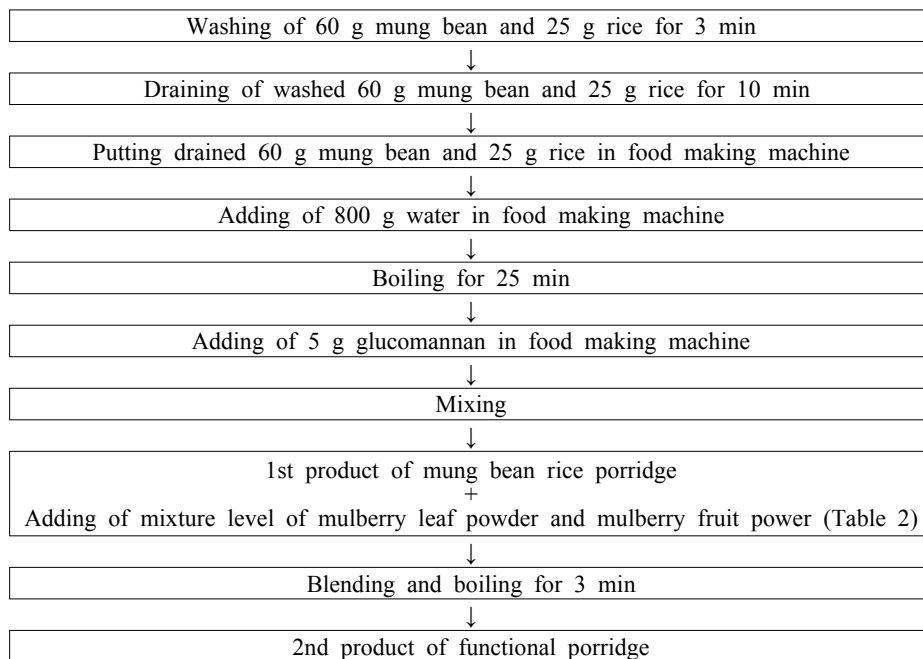 Washing of 60 g mung bean and 25 g rice for 3 min
↓
Draining of washed 60 g mung bean and 25 g rice for 10 min
↓
Putting drained 60 g mung bean and 25 g rice in food making machine
↓
Adding of 800 g water in food making machine
↓
Boiling for 25 min
↓
Adding of 5 g glucomannan in food making machine
↓
Mixing
↓
1st product of mung bean rice porridge
+
Adding of mixture level of mulberry leaf powder and mulberry fruit power (Table 2)
↓
Blending and boiling for 3 min
↓
2nd product of functional porridge